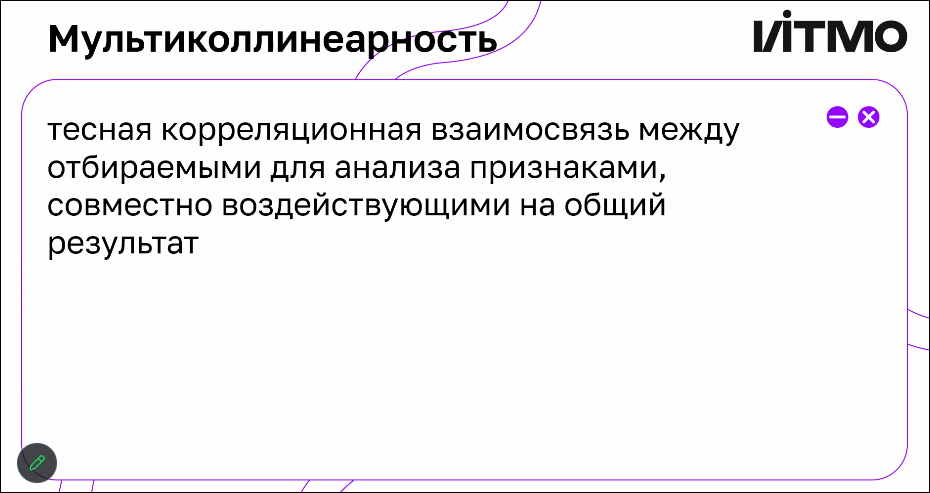 Мультиколлинеарность
ИТМО
тесная корреляционная взаимосвязь между
отбираемыми для анализа признаками,
совместно воздействующими на общий
результат